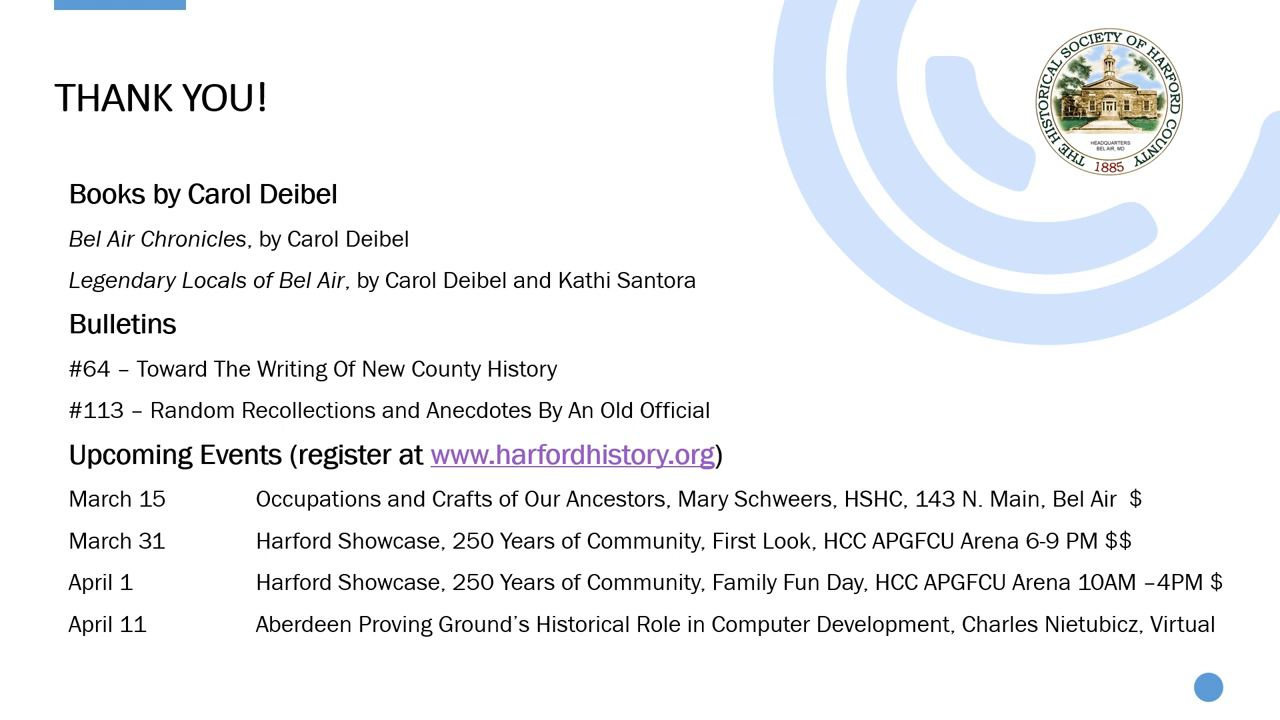 THANK YOU!
THE HISTORICAL SOCIETY OF HARFORD COUNTY
HEADQUARTERS
BEL AIR, MD
1885
Books by Carol Deibel
Bel Air Chronicles, by Carol Deibel
Legendary Locals of Bel Air, by Carol Deibel and Kathi Santora
Bulletins
#64 – Toward The Writing Of New County History
#113 – Random Recollections and Anecdotes By An Old Official
Upcoming Events (register at www.harfordhistory.org)
March 15 Occupations and Crafts of Our Ancestors, Mary Schweers, HSHC, 143 N. Main, Bel Air $
March 31 Harford Showcase, 250 Years of Community, First Look, HCC APGFCU Arena 6-9 PM $$
April 1 Harford Showcase, 250 Years of Community, Family Fun Day, HCC APGFCU Arena 10AM –4PM $
April 11 Aberdeen Proving Ground’s Historical Role in Computer Development, Charles Nietubicz, Virtual